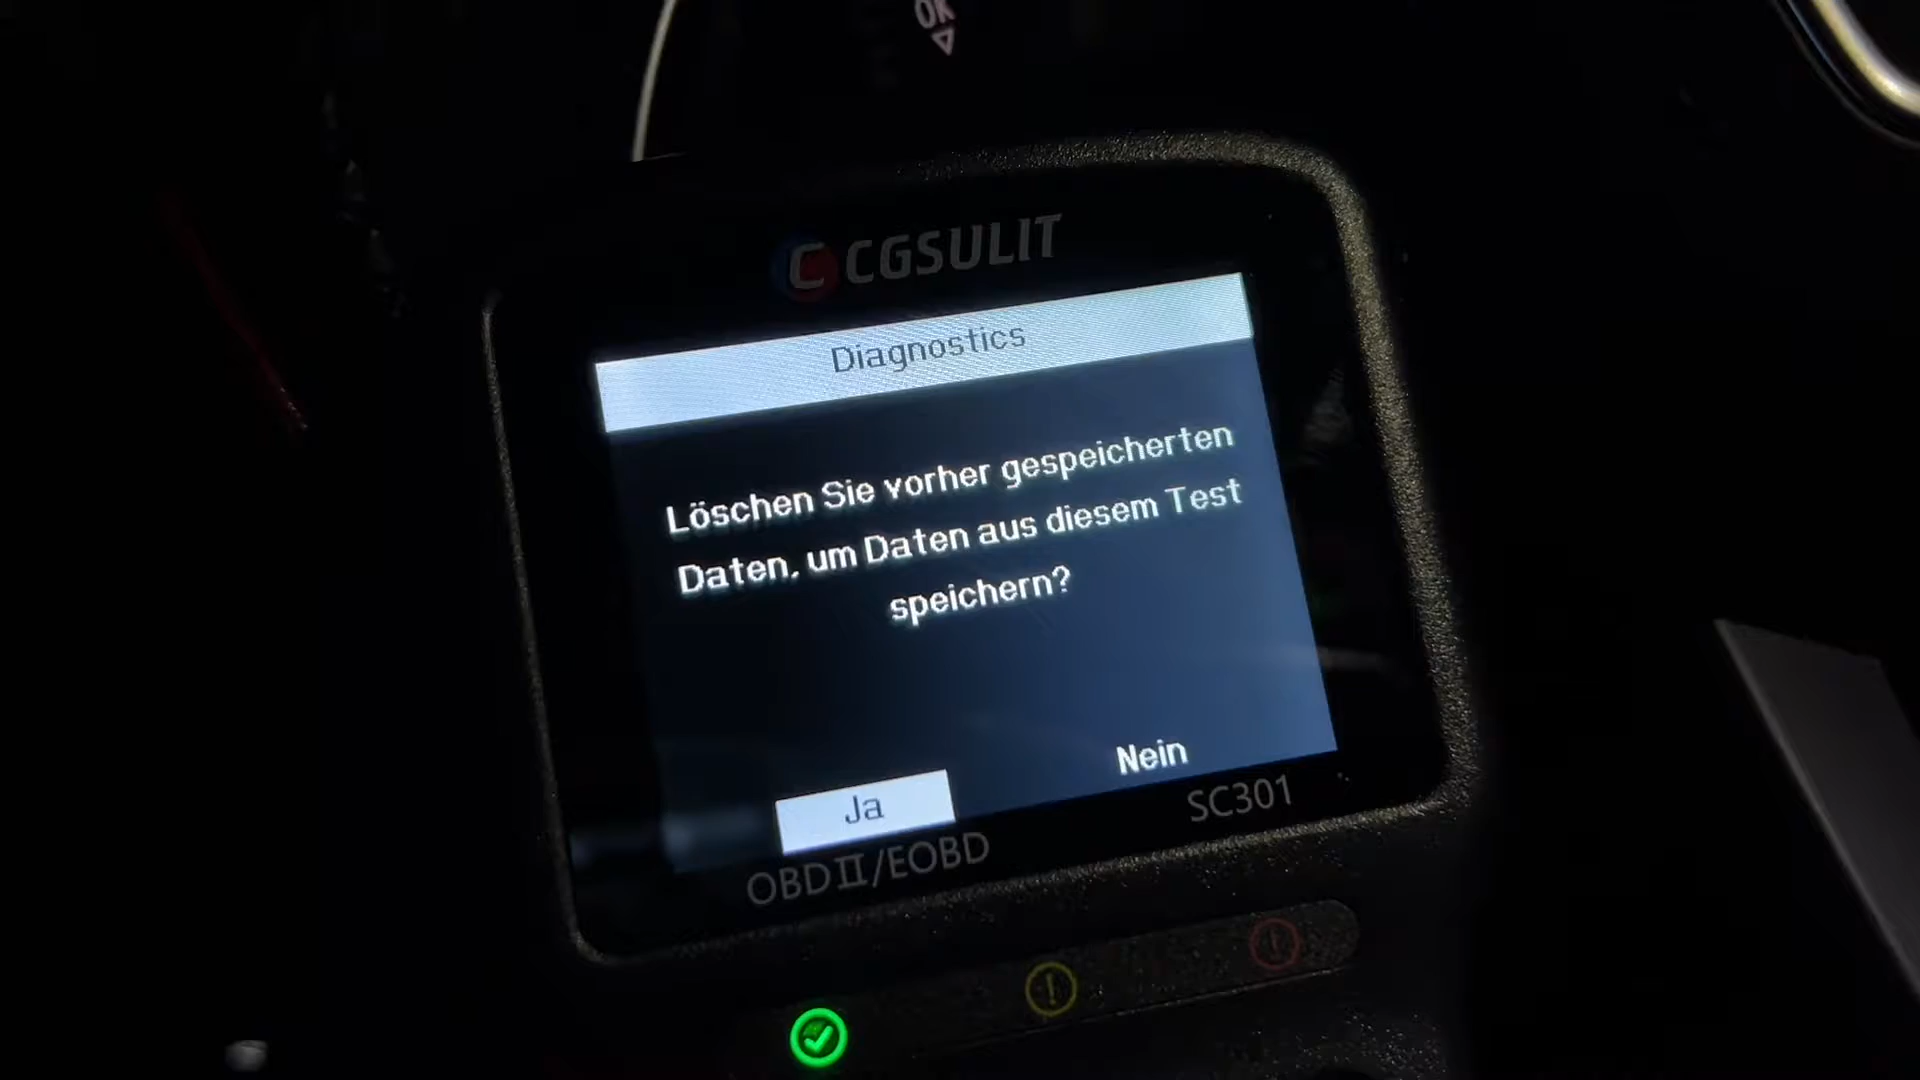 OK
CGSULIT
Diagnostics
Löschen Sie vorher gespeicherten
Daten, um Daten aus diesem Test
speichern?
Ja
Nein
OBDII/EOBD
SC301